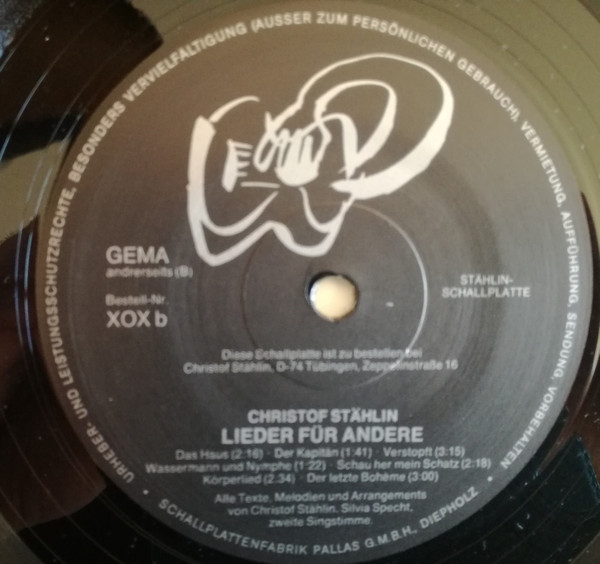 URHEBER- UND LEISTUNGSSCHUTZRECHTE, BESONDERS VERVIELFALTIGUNG (AUSSER ZUM PERSÖNLICHEN GEBRAUCH), VERMIETUNG, AUFFÜHRUNG, SENDUNG VORBEHALTEN
GEMA
andrerseits (B)
Bestell-Nr.
XOX b
STÄHLIN-
SCHALLPLATTE
Diese Schallplatte ist zu bestellen bei
Christof Stählin, D-74 Tübingen, Zeppelinstraße 16
CHRISTOF STÄHLIN
LIEDER FÜR ANDERE
Das Haus (2:16) · Der Kapitän (1:41) · Verstopft (3:15)
Wassermann und Nymphe (1:22) · Schau her mein Schatz (2:18)
Körperlied (2:34) · Der letzte Bohème (3:00)
Alle Texte, Melodien und Arrangements
von Christof Stählin. Silvia Specht,
zweite Singstimme.
• SCHALLPLATTENFABRIK PALLAS G.M.B.H., DIEPHOLZ •